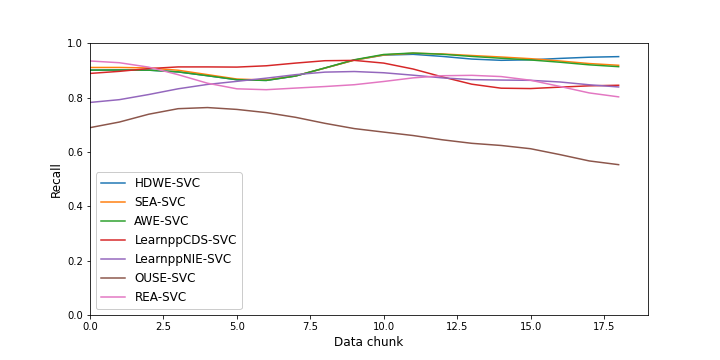 1.0
0.8
0.6
0.4
0.2
0.0
Recall
HDWE-SVC
SEA-SVC
AWE-SVC
LearnppCDS-SVC
LearnppNIE-SVC
OUSE-SVC
REA-SVC
0.0 2.5 5.0 7.5 10.0 12.5 15.0 17.5
Data chunk